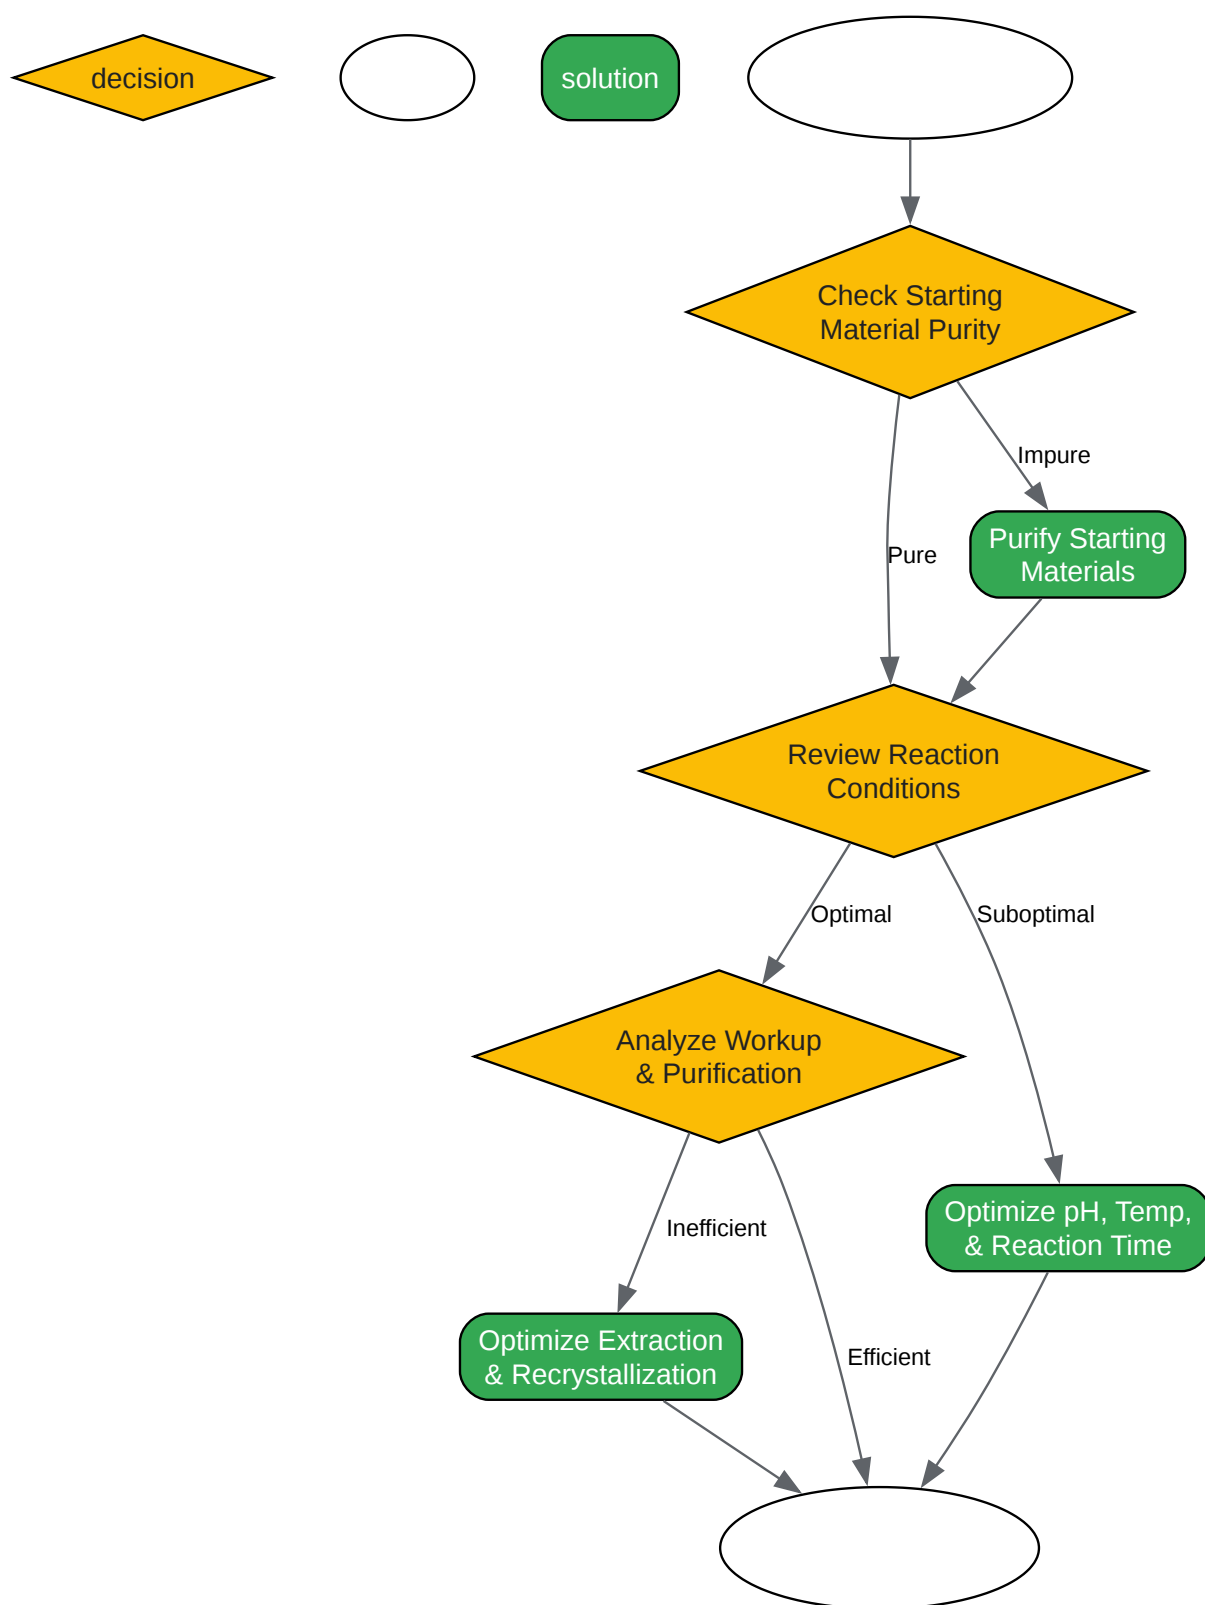 decision
solution
Check Starting
Material Purity
Impure
Pure
Purify Starting
Materials
Review Reaction
Conditions
Optimal
Suboptimal
Analyze Workup
& Purification
Inefficient
Optimize pH, Temp,
& Reaction Time
Optimize Extraction
& Recrystallization
Efficient